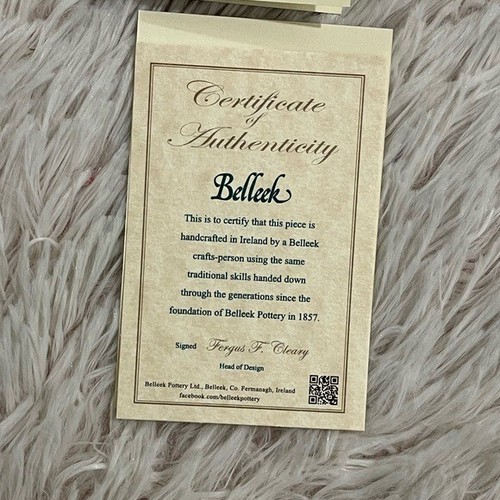 Certificate
of
Authenticity
Belleek
This is to certify that this piece is
handcrafted in Ireland by a Belleek
crafts-person using the same
traditional skills handed down
through the generations since the
foundation of Belleek Pottery in 1857.
Signed Fergus F. Cleary
Head of Design
Belleek Pottery Ltd., Belleek, Co. Fermanagh, Ireland
facebook.com/belleekpottery